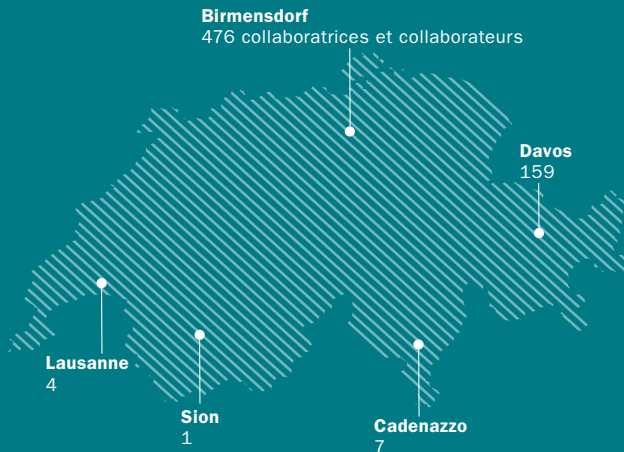 Birmensdorf
476 collaboratrices et collaborateurs
Davos
159
Lausanne
4
Sion
1
Cadenazzo
7